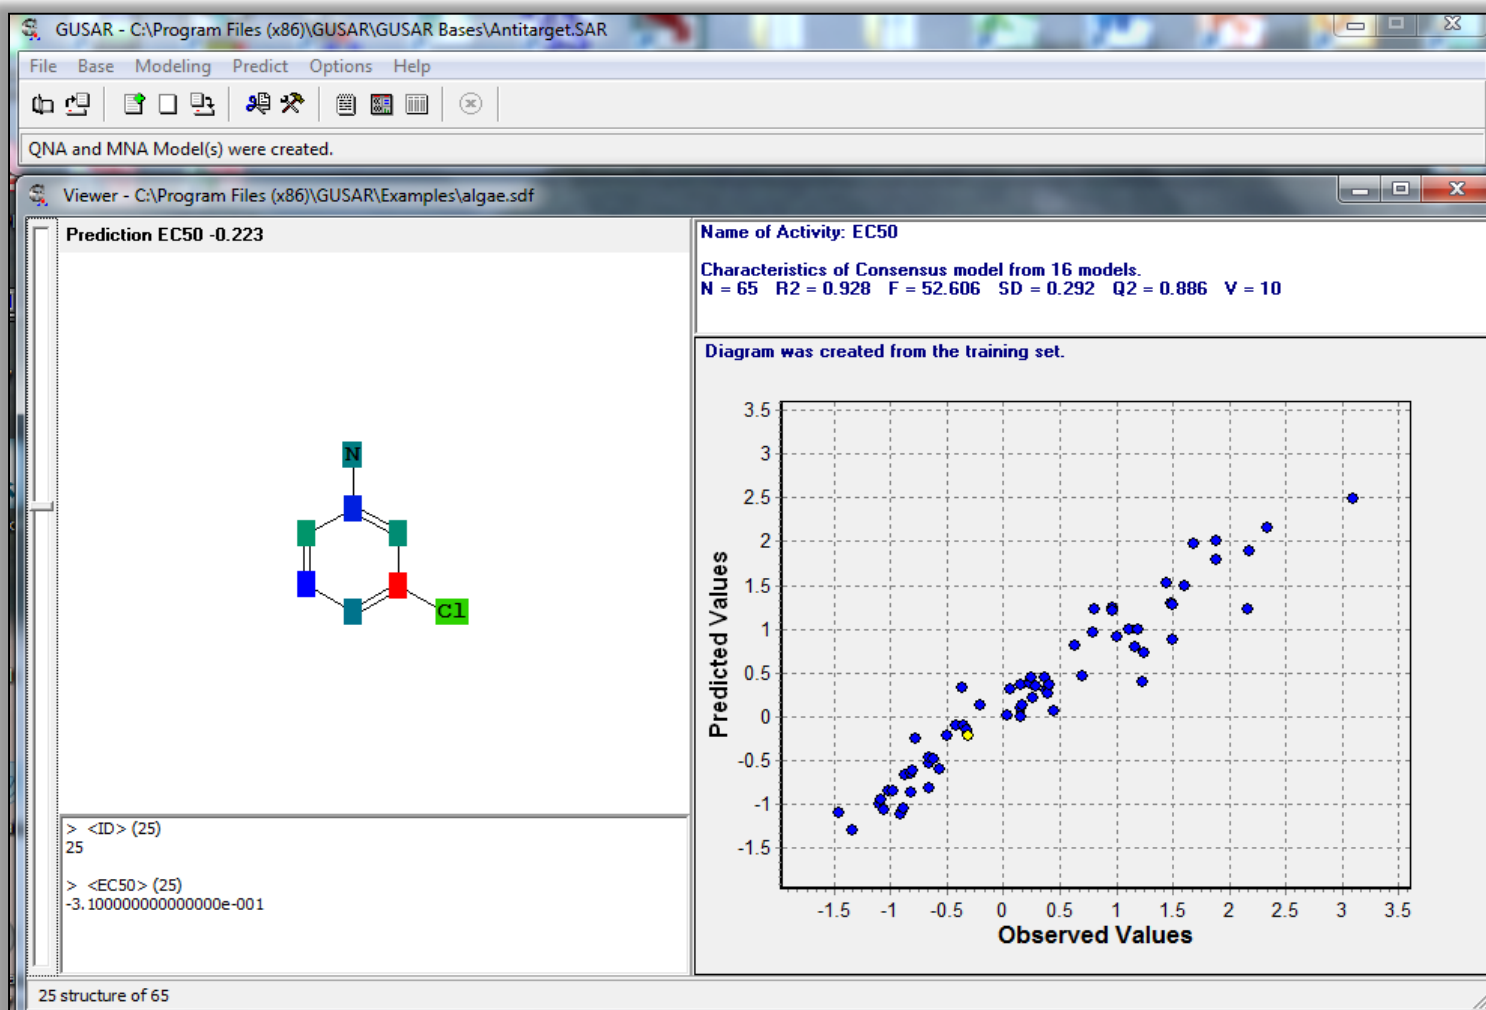 GUSAR - C:\Program Files (x86)\GUSAR\GUSAR Bases\Antitarget.SAR
File Base Modeling Predict Options Help
QNA and MNA Model(s) were created.
Viewer - C:\Program Files (x86)\GUSAR\Examples\algae.sdf
Prediction EC50 -0.223
N
Cl
> <ID> (25)
25
> <EC50> (25)
-3.100000000000000e-001
Name of Activity: EC50
Characteristics of Consensus model from 16 models.
N = 65 R2 = 0.928 F = 52.606 SD = 0.292 Q2 = 0.886 V = 10
Diagram was created from the training set.
3.5
3
2.5
2
1.5
1
0.5
0
-0.5
-1
-1.5
Predicted Values
-1.5 -1 -0.5 0 0.5 1 1.5 2 2.5 3 3.5
Observed Values
25 structure of 65